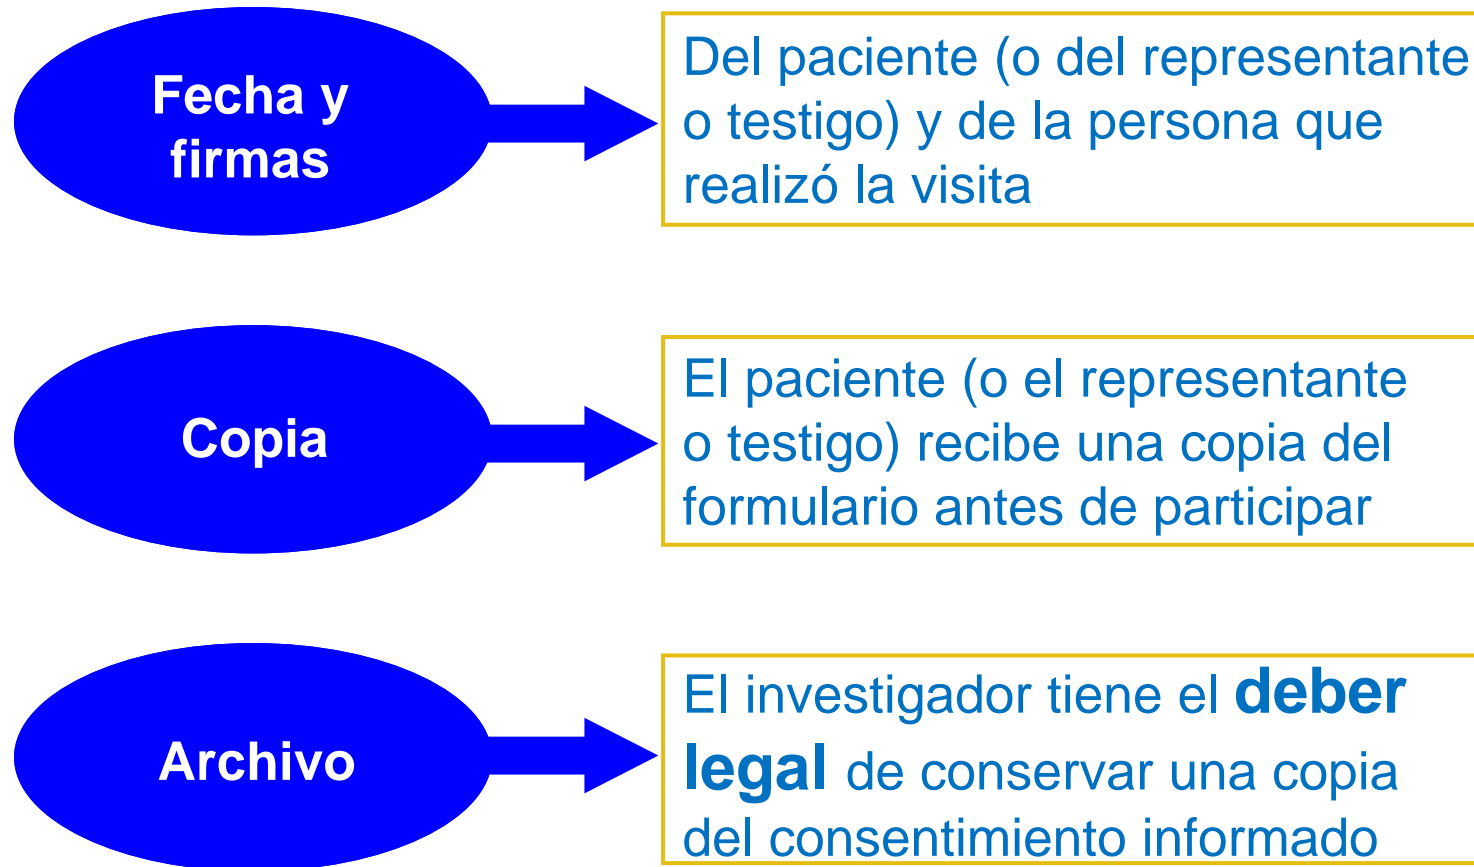 Fecha y
firmas
Del paciente (o del representante
o testigo) y de la persona que
realizó la visita
Copia
El paciente (o el representante
o testigo) recibe una copia del
formulario antes de participar
Archivo
El investigador tiene el deber
legal de conservar una copia
del consentimiento informado